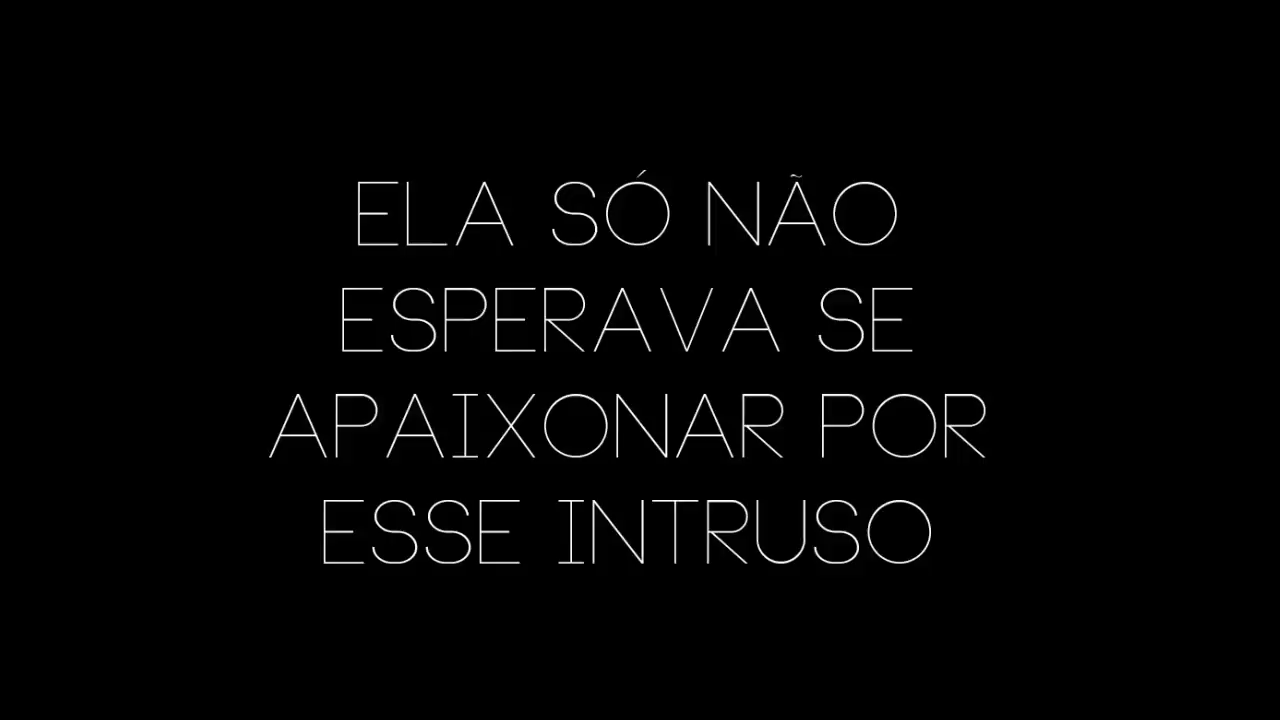 ELA SÓ NÃO
ESPERAVA SE
APAIXONAR POR
ESSE INTRUSO